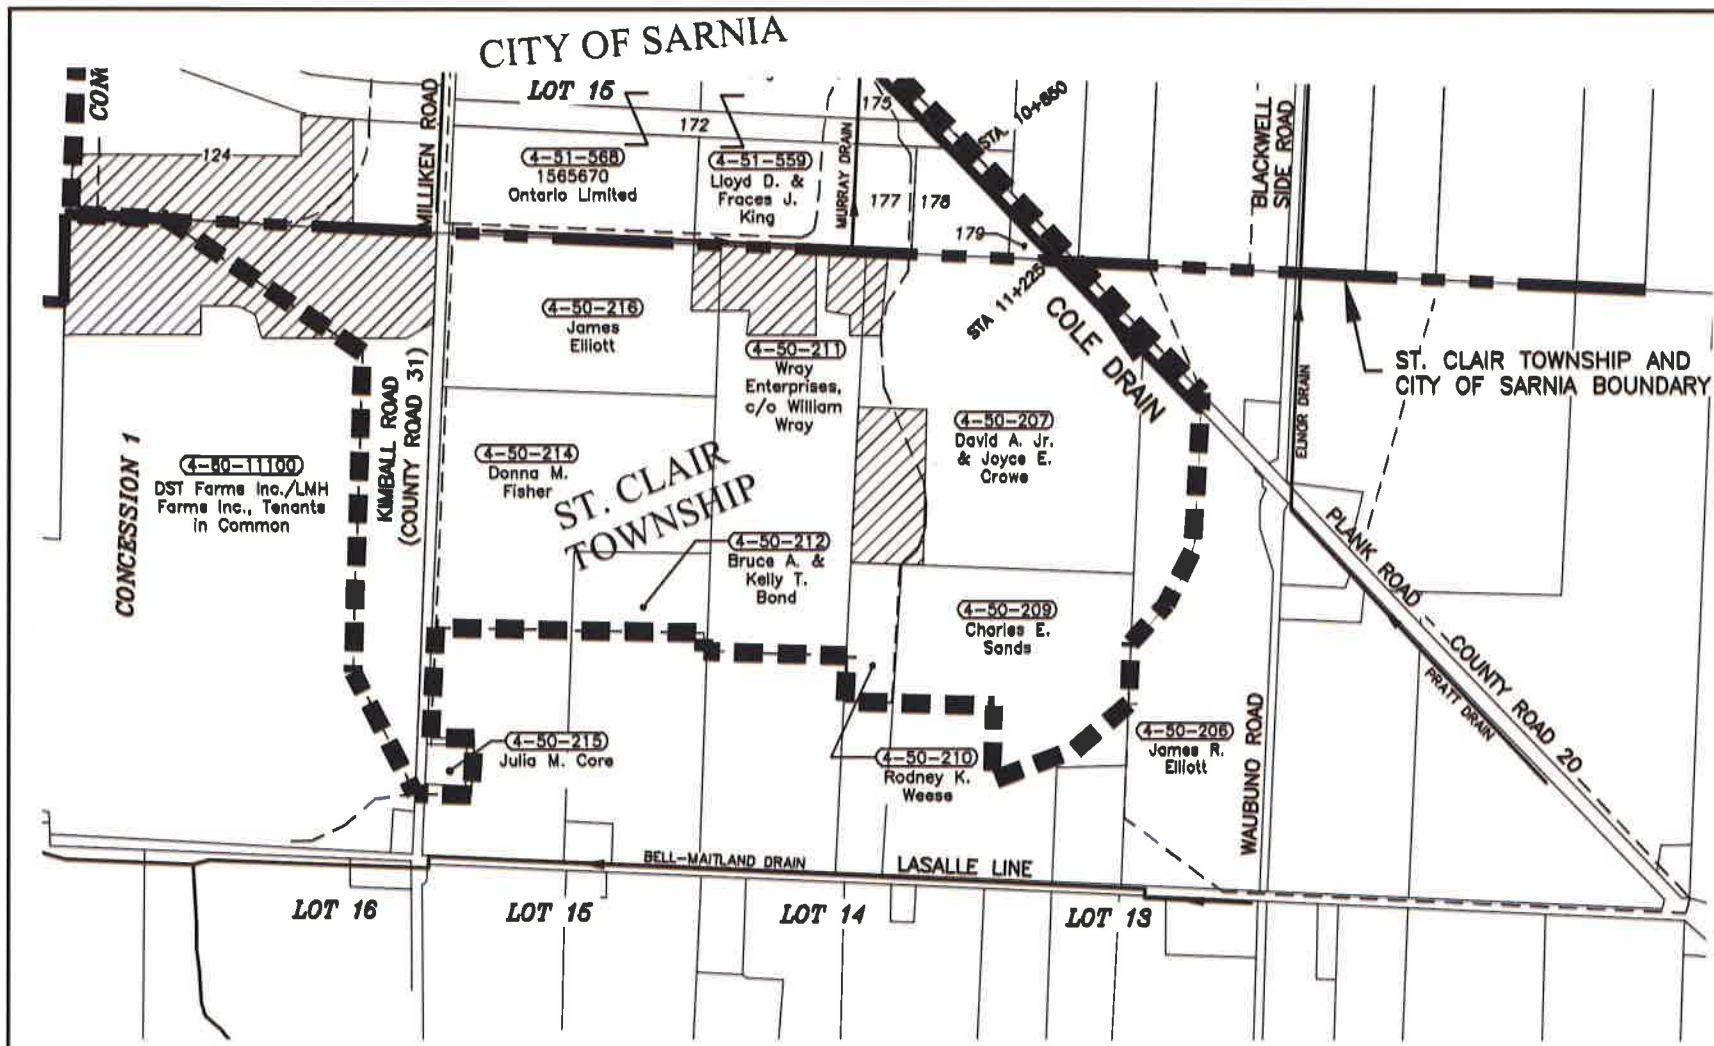 CITY OF SARNIA
COM
LOT 15
STA. 10+850
175
172
124
MILLIKEN ROAD
4-51-568
1565670
Ontario Limited
4-51-559
Lloyd D. &
Fraces J.
King
MURRAY DRAIN
177
178
179
BLACKWELL
SIDE ROAD
STA 11+225
COLE DRAIN
ST. CLAIR TOWNSHIP AND
CITY OF SARNIA BOUNDARY
ELNOR DRAIN
4-50-216
James
Elliott
4-50-211
Wray
Enterprises,
c/o William
Wray
KIMBALL ROAD
(COUNTY ROAD 31)
CONCESSION 1
4-80-11100
DST Farms Inc./LMH
Farms Inc., Tenants
in Common
4-50-214
Donna M.
Fisher
ST. CLAIR
TOWNSHIP
4-50-207
David A. Jr.
& Joyce E.
Crowe
4-50-212
Bruce A. &
Kelly T.
Bond
4-50-209
Charles E.
Sands
PLANK ROAD
COUNTY ROAD 20
PRATT DRAIN
4-50-215
Julia M. Core
4-50-210
Rodney K.
Weese
4-50-206
James R.
Elliott
WAUBUNO ROAD
BELL-MAITLAND DRAIN
LASALLE LINE
LOT 16
LOT 15
LOT 14
LOT 13